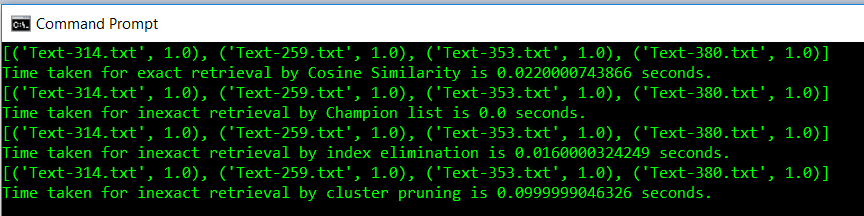 Command Prompt
[('Text-314.txt', 1.0), ('Text-259.txt', 1.0), ('Text-353.txt', 1.0), ('Text-380.txt', 1.0)]
Time taken for exact retrieval by Cosine Similarity is 0.0220000743866 seconds.
[('Text-314.txt', 1.0), ('Text-259.txt', 1.0), ('Text-353.txt', 1.0), ('Text-380.txt', 1.0)]
Time taken for inexact retrieval by Champion list is 0.0 seconds.
[('Text-314.txt', 1.0), ('Text-259.txt', 1.0), ('Text-353.txt', 1.0), ('Text-380.txt', 1.0)]
Time taken for inexact retrieval by index elimination is 0.0160000324249 seconds.
[('Text-314.txt', 1.0), ('Text-259.txt', 1.0), ('Text-353.txt', 1.0), ('Text-380.txt', 1.0)]
Time taken for inexact retrieval by cluster pruning is 0.0999999046326 seconds.